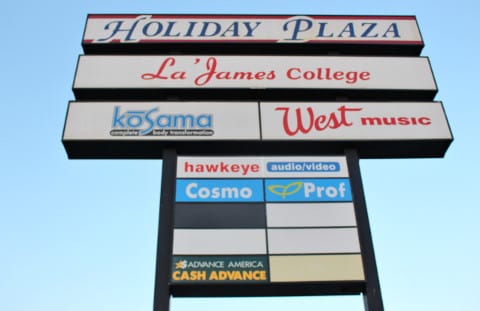 HOLIDAY PLAZA
La'James College
kōsama
complete body transformation
West music
hawkeye audio/video
Cosmo Prof
ADVANCE AMERICA
CASH ADVANCE